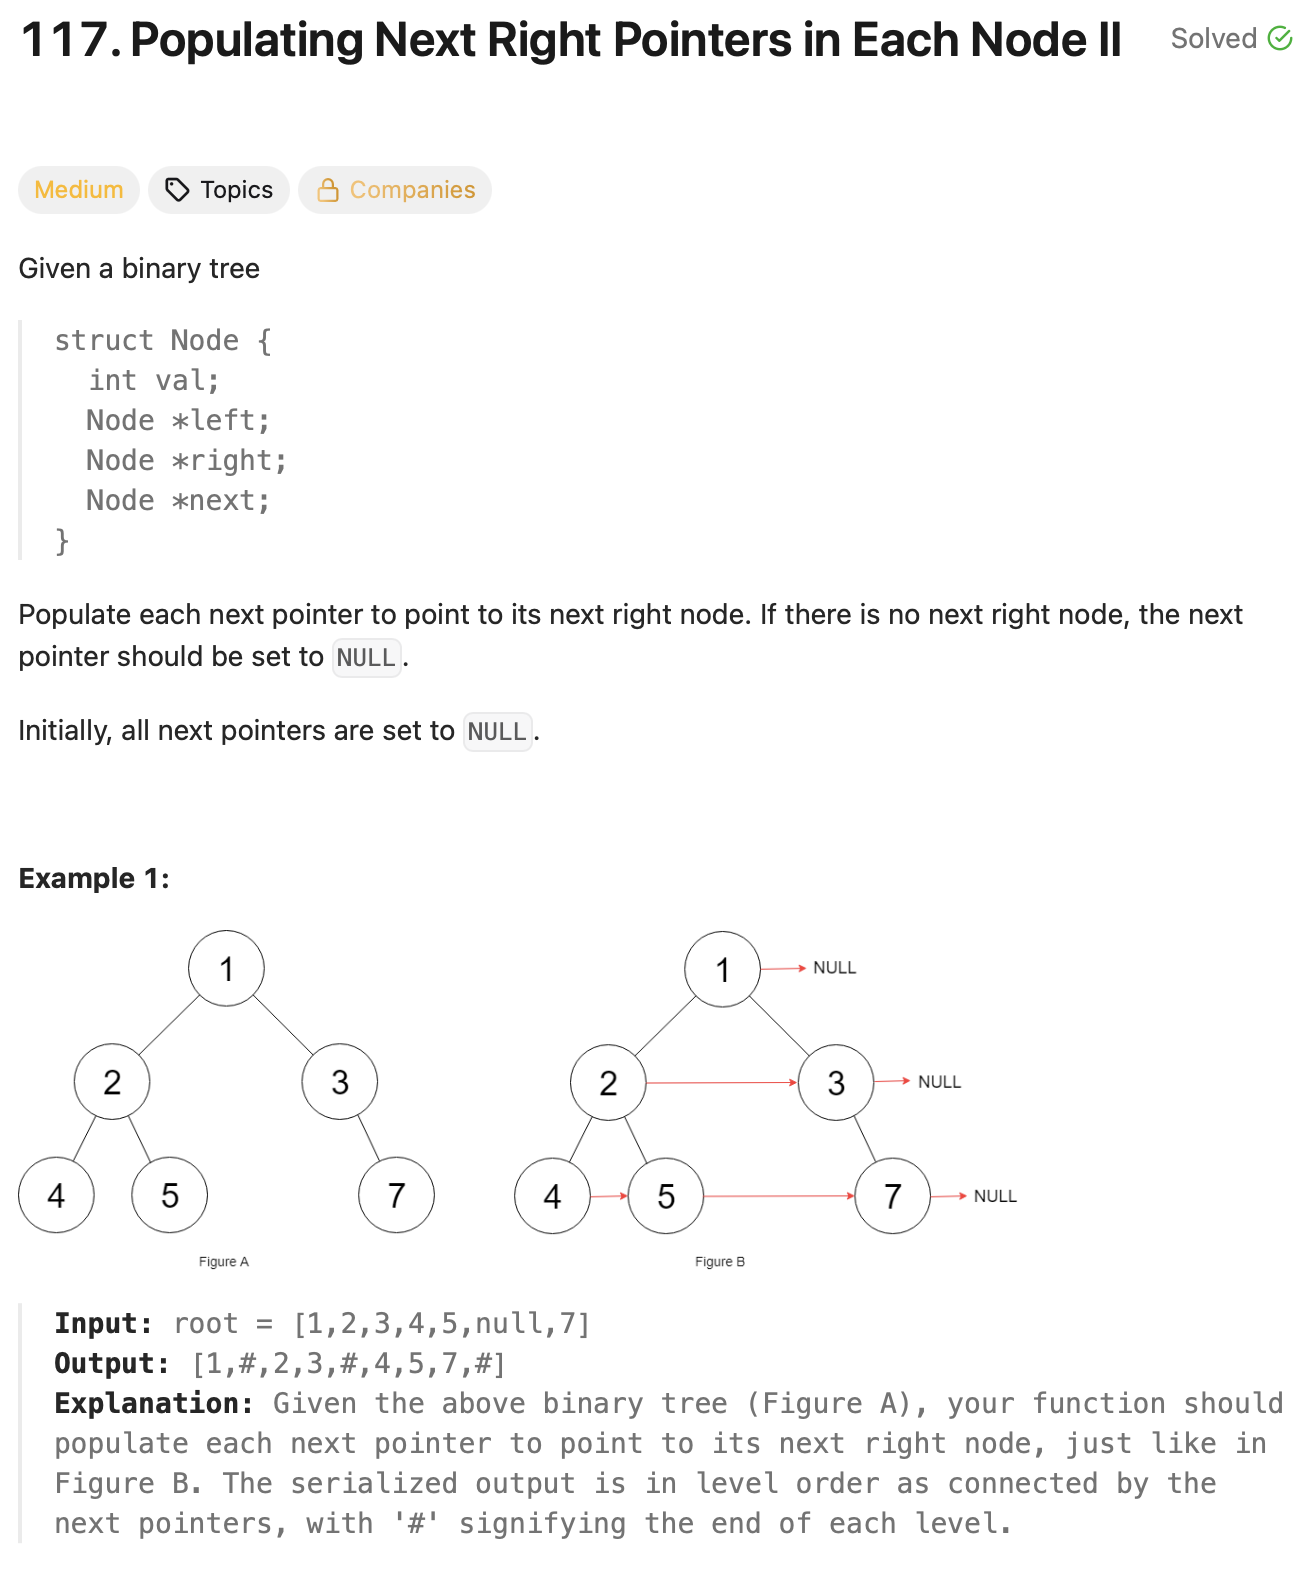 117. Populating Next Right Pointers in Each Node II Solved
Medium Topics Companies
Given a binary tree
struct Node {
  int val;
  Node *left;
  Node *right;
  Node *next;
}
Populate each next pointer to point to its next right node. If there is no next right node, the next
pointer should be set to NULL.
Initially, all next pointers are set to NULL.
Example 1:
1 1 NULL
2 3 2 3 NULL
4 5 7 4 5 7 NULL
Figure A Figure B
Input: root = [1,2,3,4,5,null,7]
Output: [1,#,2,3,#,4,5,7,#]
Explanation: Given the above binary tree (Figure A), your function should
populate each next pointer to point to its next right node, just like in
Figure B. The serialized output is in level order as connected by the
next pointers, with '#' signifying the end of each level.